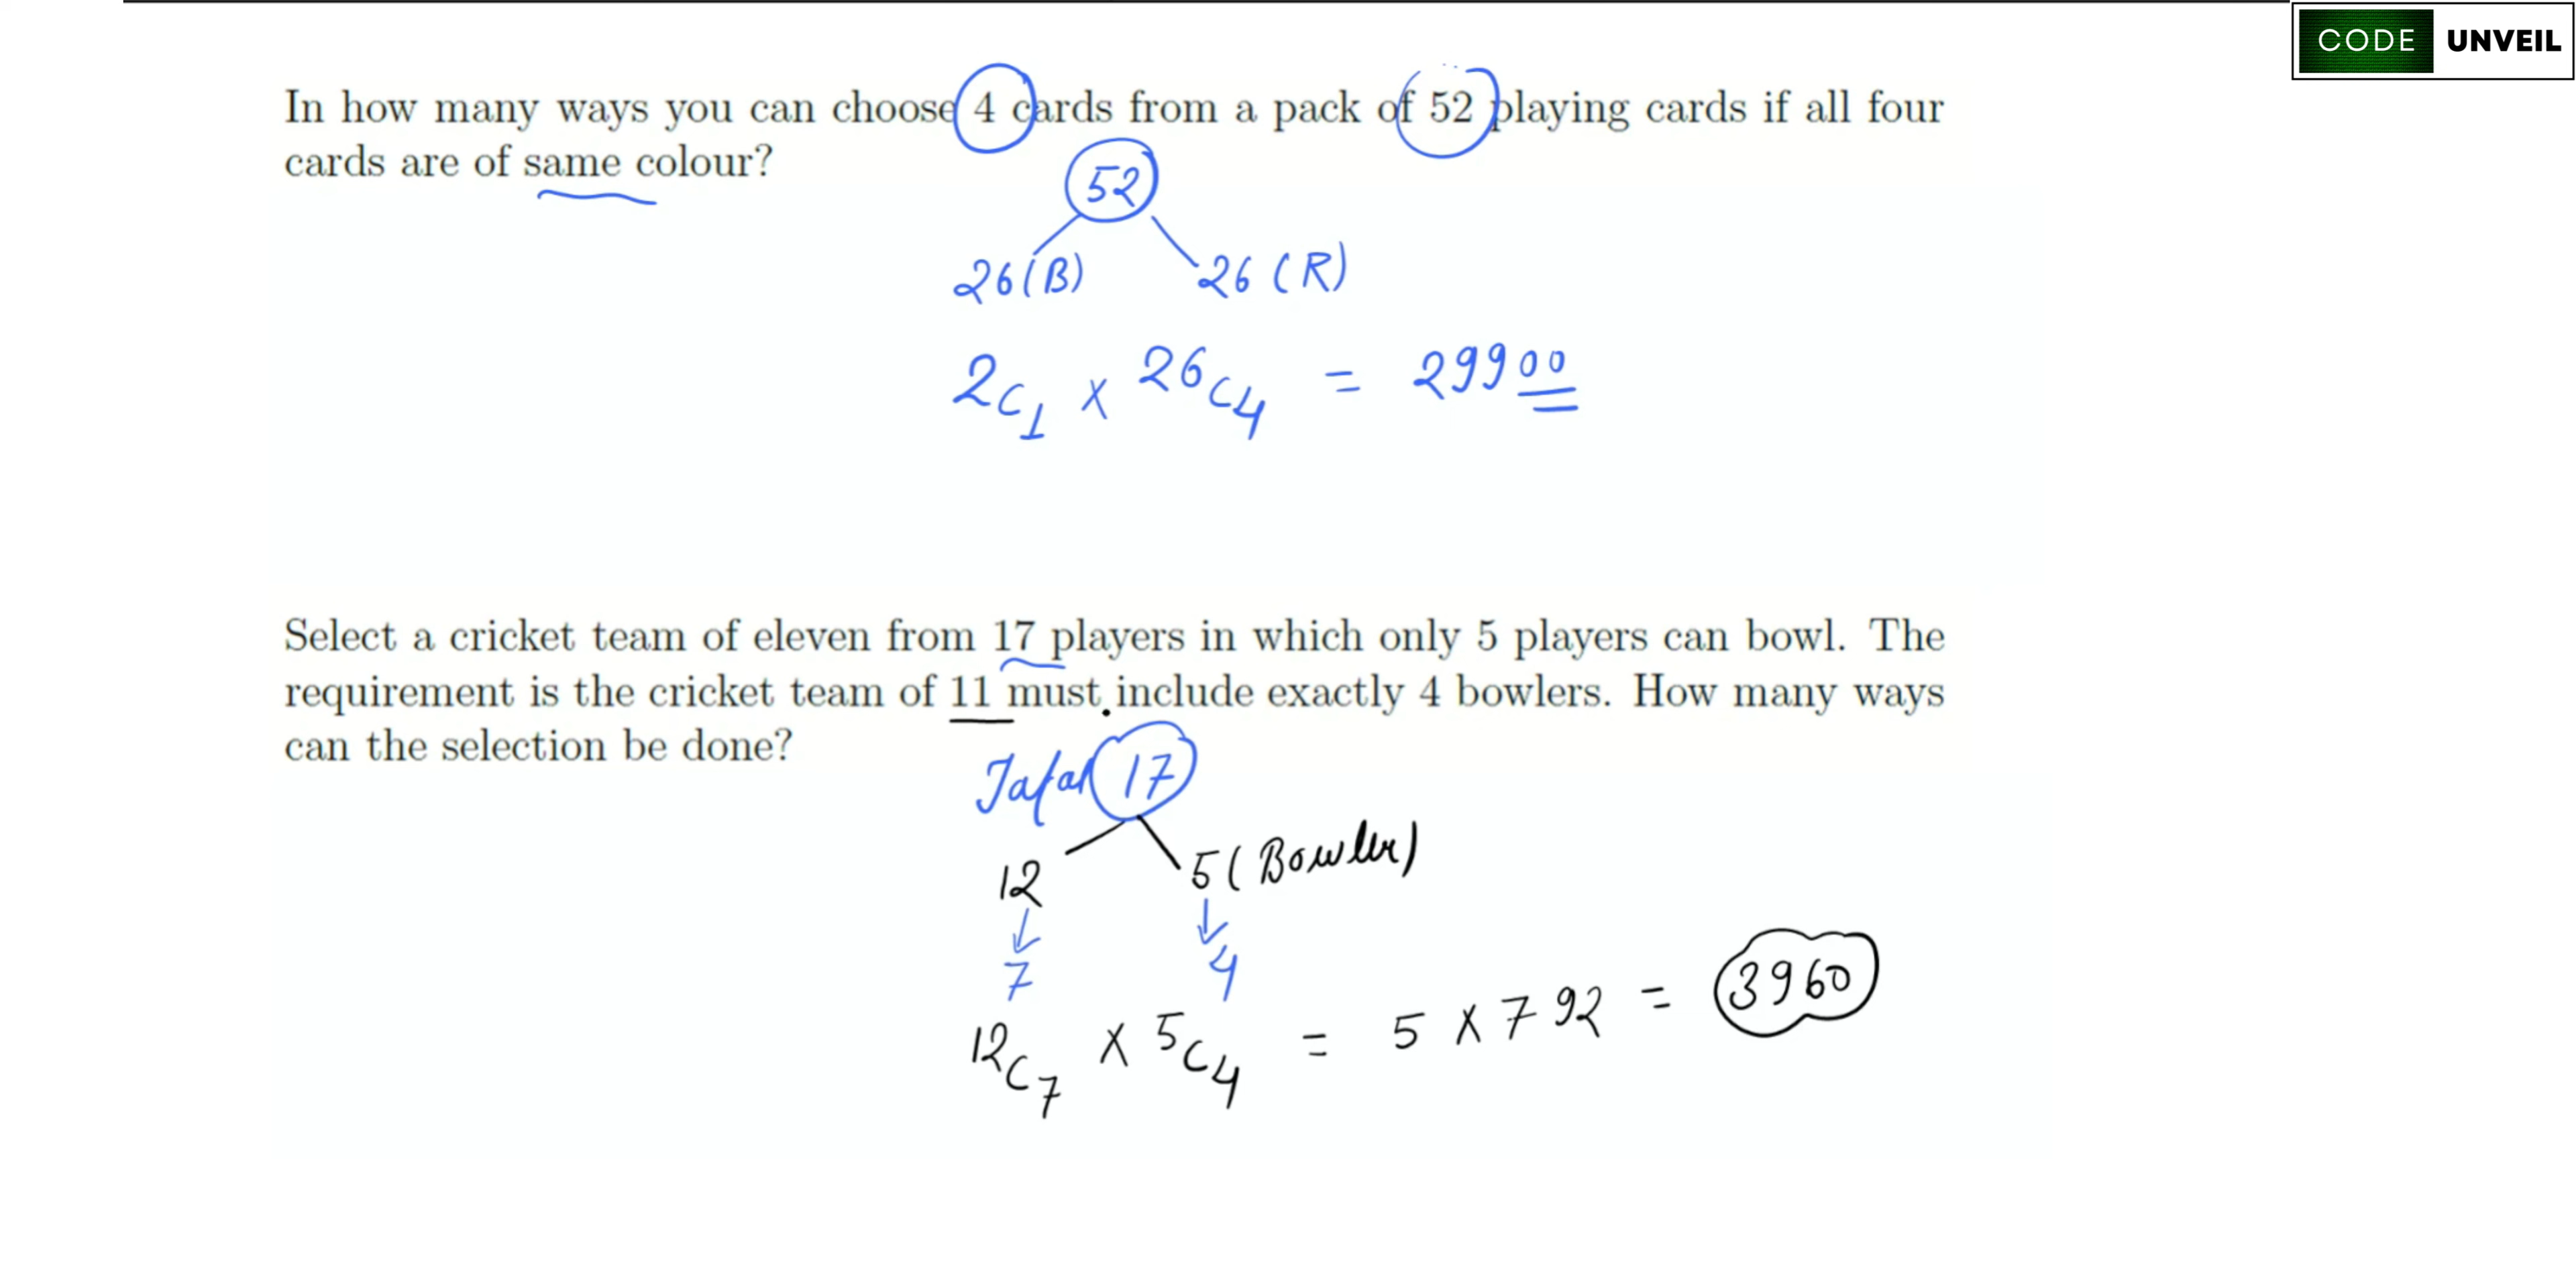 CODE UNVEIL
In how many ways you can choose 4 cards from a pack of 52 playing cards if all four
cards are of same colour?
52
26(B) 26 (R)
2C1 x 26C4 = 29900
Select a cricket team of eleven from 17 players in which only 5 players can bowl. The
requirement is the cricket team of 11 must include exactly 4 bowlers. How many ways
can the selection be done?
17
12 5 (Bowler)
7 4
12C7 x 5C4 = 5 x 792 = 3960